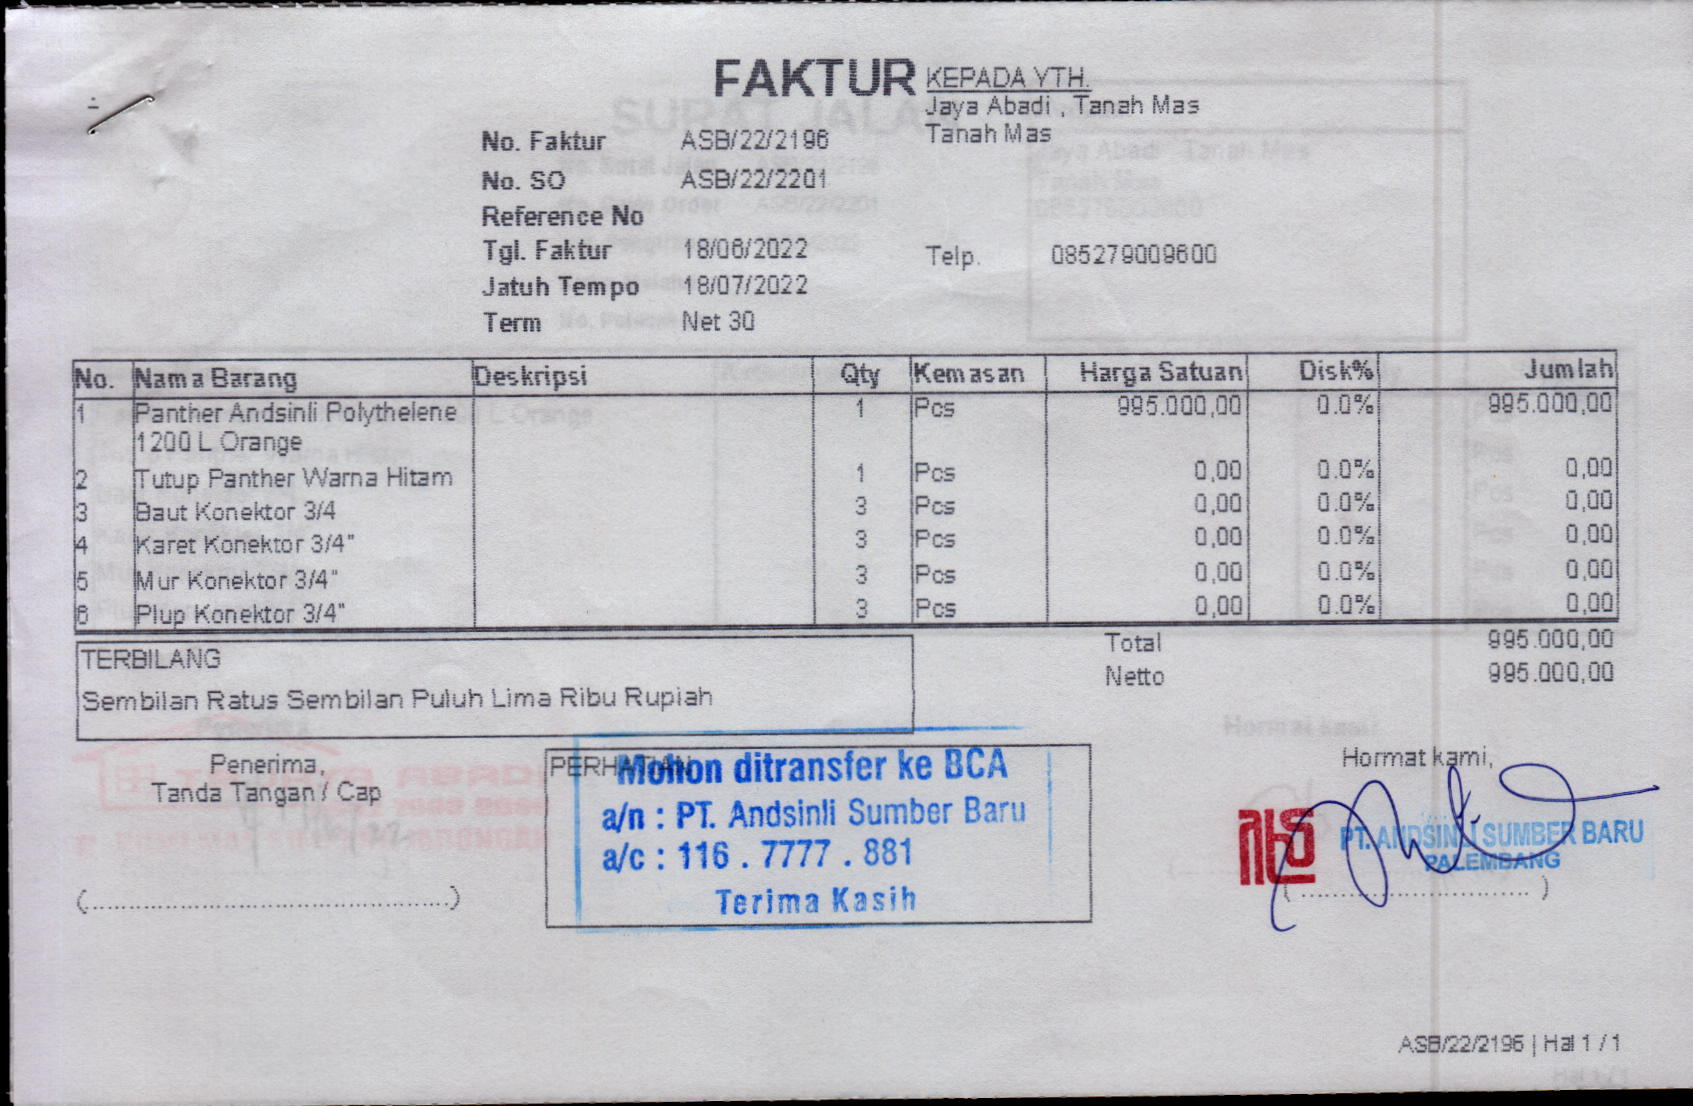 FAKTUR
KEPADA YTH.
Jaya Abadi , Tanah Mas
Tanah Mas
No. Faktur ASB/22/2196
No. SO ASB/22/2201
Reference No
Tgl. Faktur 18/06/2022
Telp. 085279009600
Jatuh Tempo 18/07/2022
Term Net 30
No. Nama Barang Deskripsi Qty Kemasan Harga Satuan Disk% Jumlah
1 Panther Andsinli Polythelene 1 Pcs 995.000,00 0.0% 995.000,00
1200 L Orange
2 Tutup Panther Warna Hitam 1 Pcs 0,00 0.0% 0,00
3 Baut Konektor 3/4 3 Pcs 0,00 0.0% 0,00
4 Karet Konektor 3/4" 3 Pcs 0,00 0.0% 0,00
5 Mur Konektor 3/4" 3 Pcs 0,00 0.0% 0,00
6 Plup Konektor 3/4" 3 Pcs 0,00 0.0% 0,00
Total 995.000,00
Netto 995.000,00
TERBILANG
Sembilan Ratus Sembilan Puluh Lima Ribu Rupiah
Penerima,
Tanda Tangan / Cap
(................................................)
PERHATIAN
Mohon ditransfer ke BCA
a/n : PT. Andsinli Sumber Baru
a/c : 116 . 7777 . 881
Terima Kasih
Hormat kami,
PT. ANDSINLI SUMBER BARU
PALEMBANG
(................................)
ASB/22/2196 | Hal 1 / 1